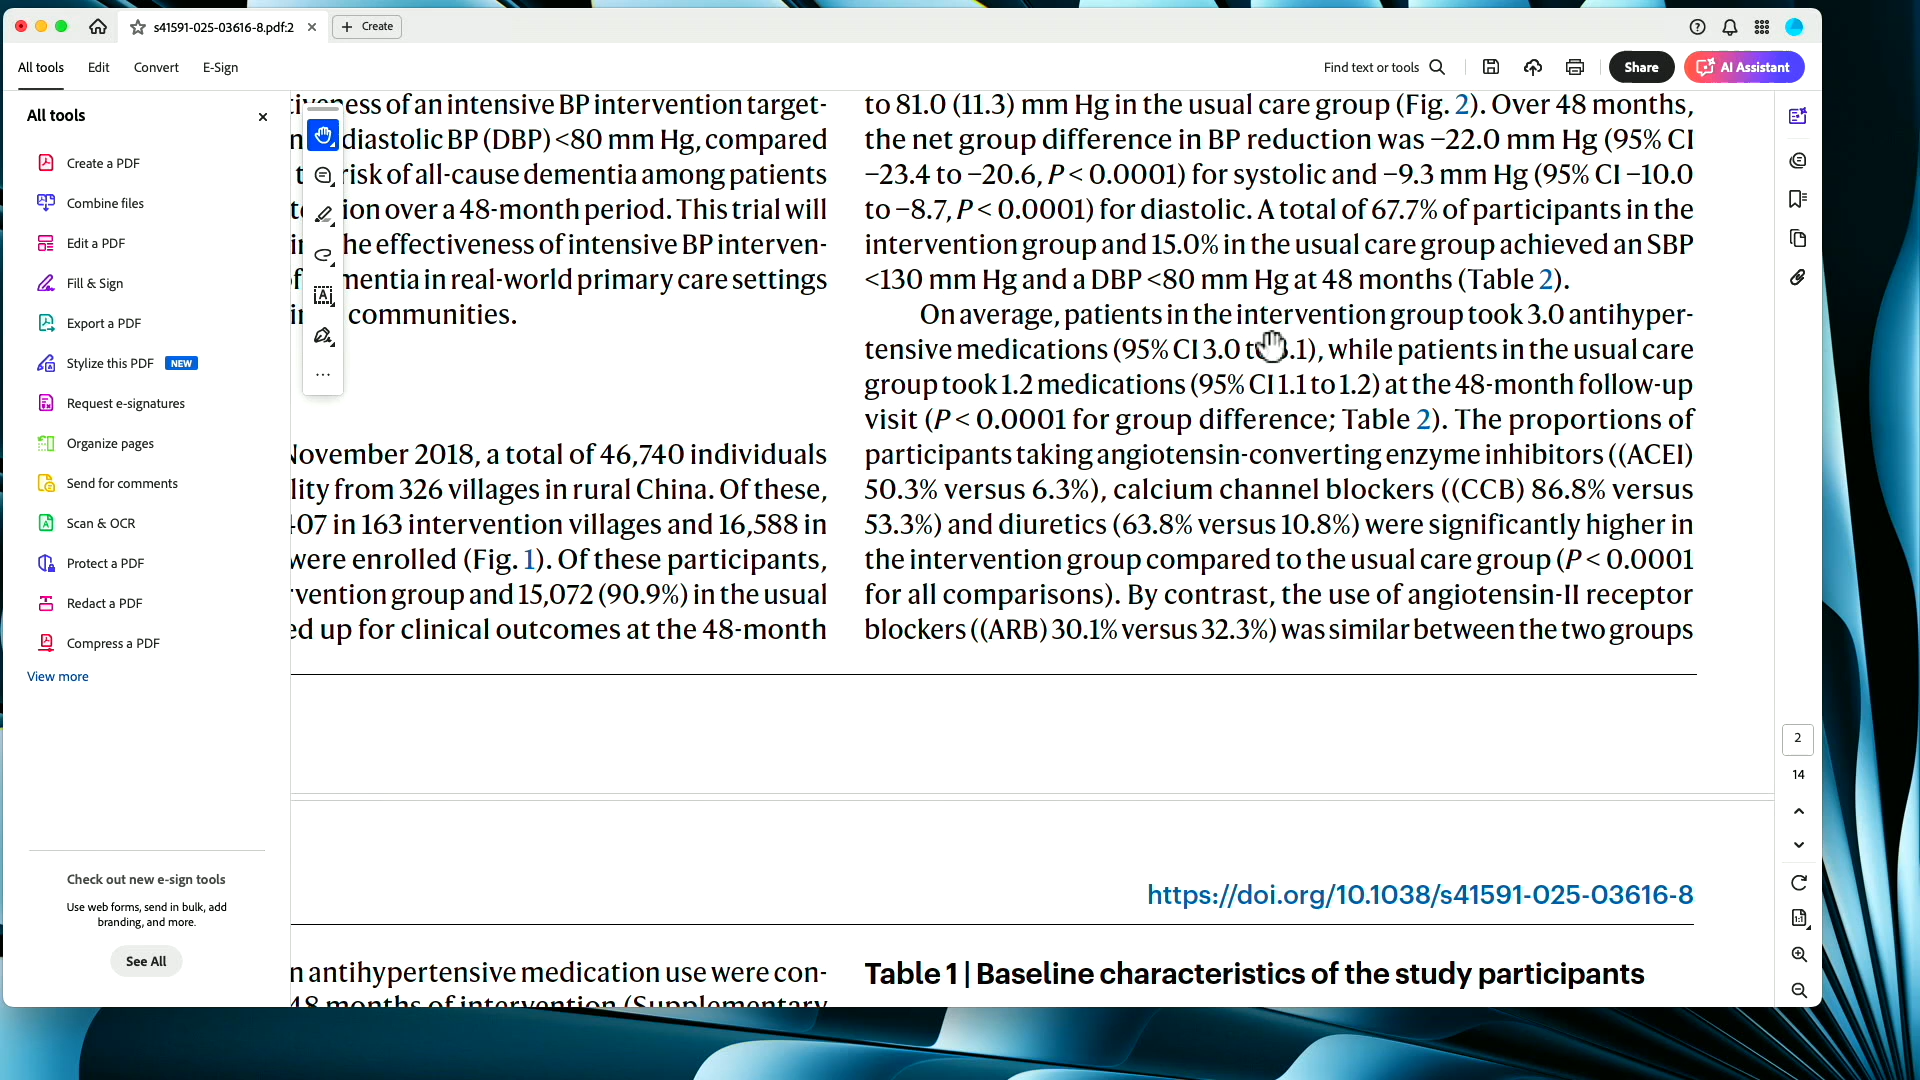 s41591-025-03616-8.pdf:2
Create
All tools
Edit
Convert
E-Sign
Find text or tools
Share
AI Assistant
All tools
Create a PDF
Combine files
Edit a PDF
Fill & Sign
Export a PDF
Stylize this PDF NEW
Request e-signatures
Organize pages
Send for comments
Scan & OCR
Protect a PDF
Redact a PDF
Compress a PDF
View more
Check out new e-sign tools
Use web forms, send in bulk, add
branding, and more.
See All
of an intensive BP intervention target-
diastolic BP (DBP) <80 mm Hg, compared
risk of all-cause dementia among patients
over a 48-month period. This trial will
the effectiveness of intensive BP interven-
in real-world primary care settings
communities.
November 2018, a total of 46,740 individuals
from 326 villages in rural China. Of these,
in 163 intervention villages and 16,588 in
were enrolled (Fig. 1). Of these participants,
group and 15,072 (90.9%) in the usual
up for clinical outcomes at the 48-month
to 81.0 (11.3) mm Hg in the usual care group (Fig. 2). Over 48 months,
the net group difference in BP reduction was −22.0 mm Hg (95% CI
−23.4 to −20.6, P < 0.0001) for systolic and −9.3 mm Hg (95% CI −10.0
to −8.7, P < 0.0001) for diastolic. A total of 67.7% of participants in the
intervention group and 15.0% in the usual care group achieved an SBP
<130 mm Hg and a DBP <80 mm Hg at 48 months (Table 2).
On average, patients in the intervention group took 3.0 antihyper-
tensive medications (95% CI 3.0 .1), while patients in the usual care
group took 1.2 medications (95% CI 1.1 to 1.2) at the 48-month follow-up
visit (P < 0.0001 for group difference; Table 2). The proportions of
participants taking angiotensin-converting enzyme inhibitors ((ACEI)
50.3% versus 6.3%), calcium channel blockers ((CCB) 86.8% versus
53.3%) and diuretics (63.8% versus 10.8%) were significantly higher in
the intervention group compared to the usual care group (P < 0.0001
for all comparisons). By contrast, the use of angiotensin-II receptor
blockers ((ARB) 30.1% versus 32.3%) was similar between the two groups
https://doi.org/10.1038/s41591-025-03616-8
antihypertensive medication use were con-
48 months of intervention (Supplementary
Table 1 | Baseline characteristics of the study participants
2
14